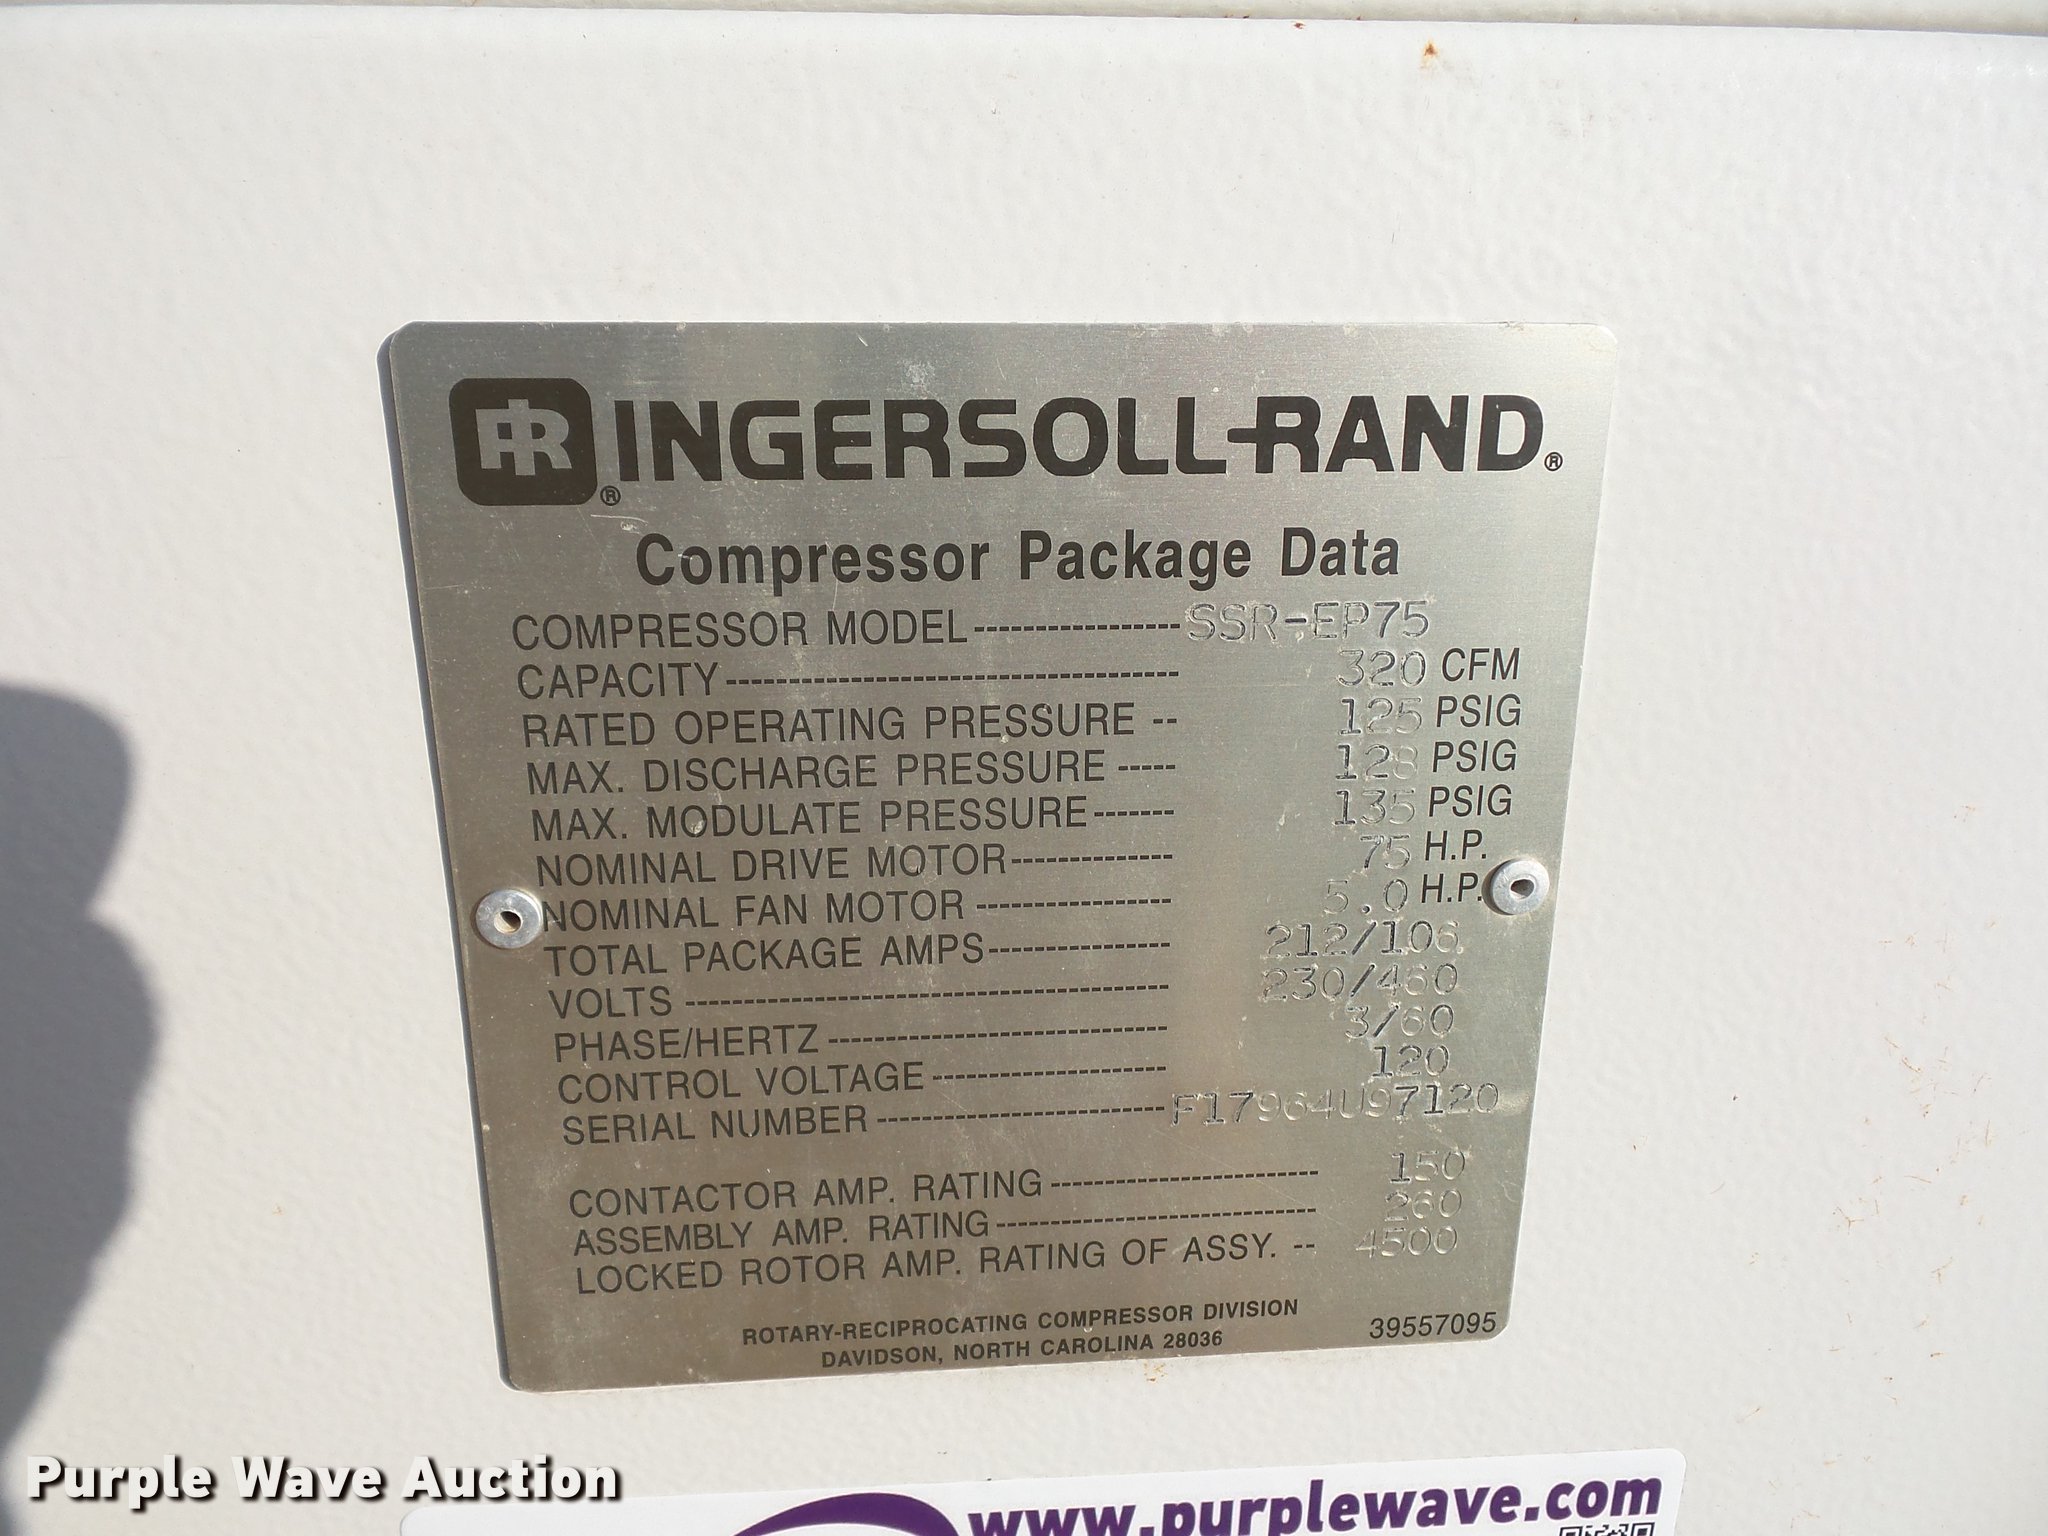 IR® INGERSOLL-RAND®
Compressor Package Data
COMPRESSOR MODEL-----------------SSR-EP75
CAPACITY------------------------------------- 320 CFM
RATED OPERATING PRESSURE -- 125 PSIG
MAX. DISCHARGE PRESSURE ----- 128 PSIG
MAX. MODULATE PRESSURE------- 135 PSIG
NOMINAL DRIVE MOTOR-------------- 75 H.P.
NOMINAL FAN MOTOR ---------------- 5.0 H.P.
TOTAL PACKAGE AMPS--------------- 212/106
VOLTS ---------------------------------------- 230/460
PHASE/HERTZ ---------------------------- 3/60
CONTROL VOLTAGE -------------------- 120
SERIAL NUMBER ------------------------F17964U97120
CONTACTOR AMP. RATING---------------------- 150
ASSEMBLY AMP. RATING-------------------------- 260
LOCKED ROTOR AMP. RATING OF ASSY. -- 4500
ROTARY-RECIPROCATING COMPRESSOR DIVISION
DAVIDSON, NORTH CAROLINA 28036
39557095
Purple Wave Auction
www.purplewave.com